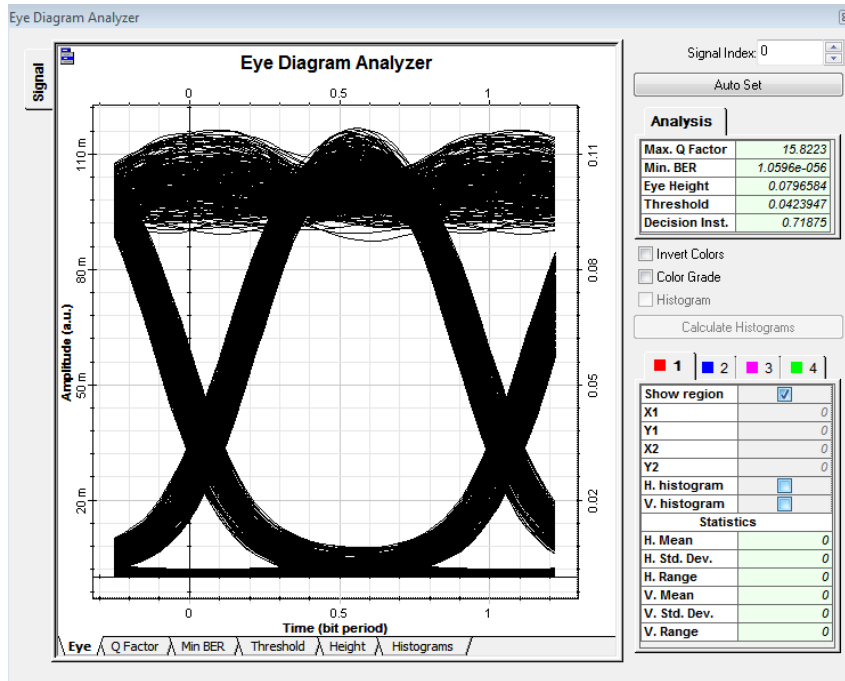 Eye Diagram Analyzer
Signal
Eye Diagram Analyzer
0 0.5 1
Amplitude (a.u.)
110 m
80 m
50 m
20 m
0.11
0.08
0.05
0.02
0 0.5 1
Time (bit period)
Eye Q Factor Min BER Threshold Height Histograms
Signal Index: 0
Auto Set
Analysis
Max. Q Factor 15.8223
Min. BER 1.0596e-056
Eye Height 0.0796584
Threshold 0.0423947
Decision Inst. 0.71875
Invert Colors
Color Grade
Histogram
Calculate Histograms
1 2 3 4
Show region
X1 0
Y1 0
X2 0
Y2 0
H. histogram
V. histogram
Statistics
H. Mean 0
H. Std. Dev. 0
H. Range 0
V. Mean 0
V. Std. Dev. 0
V. Range 0